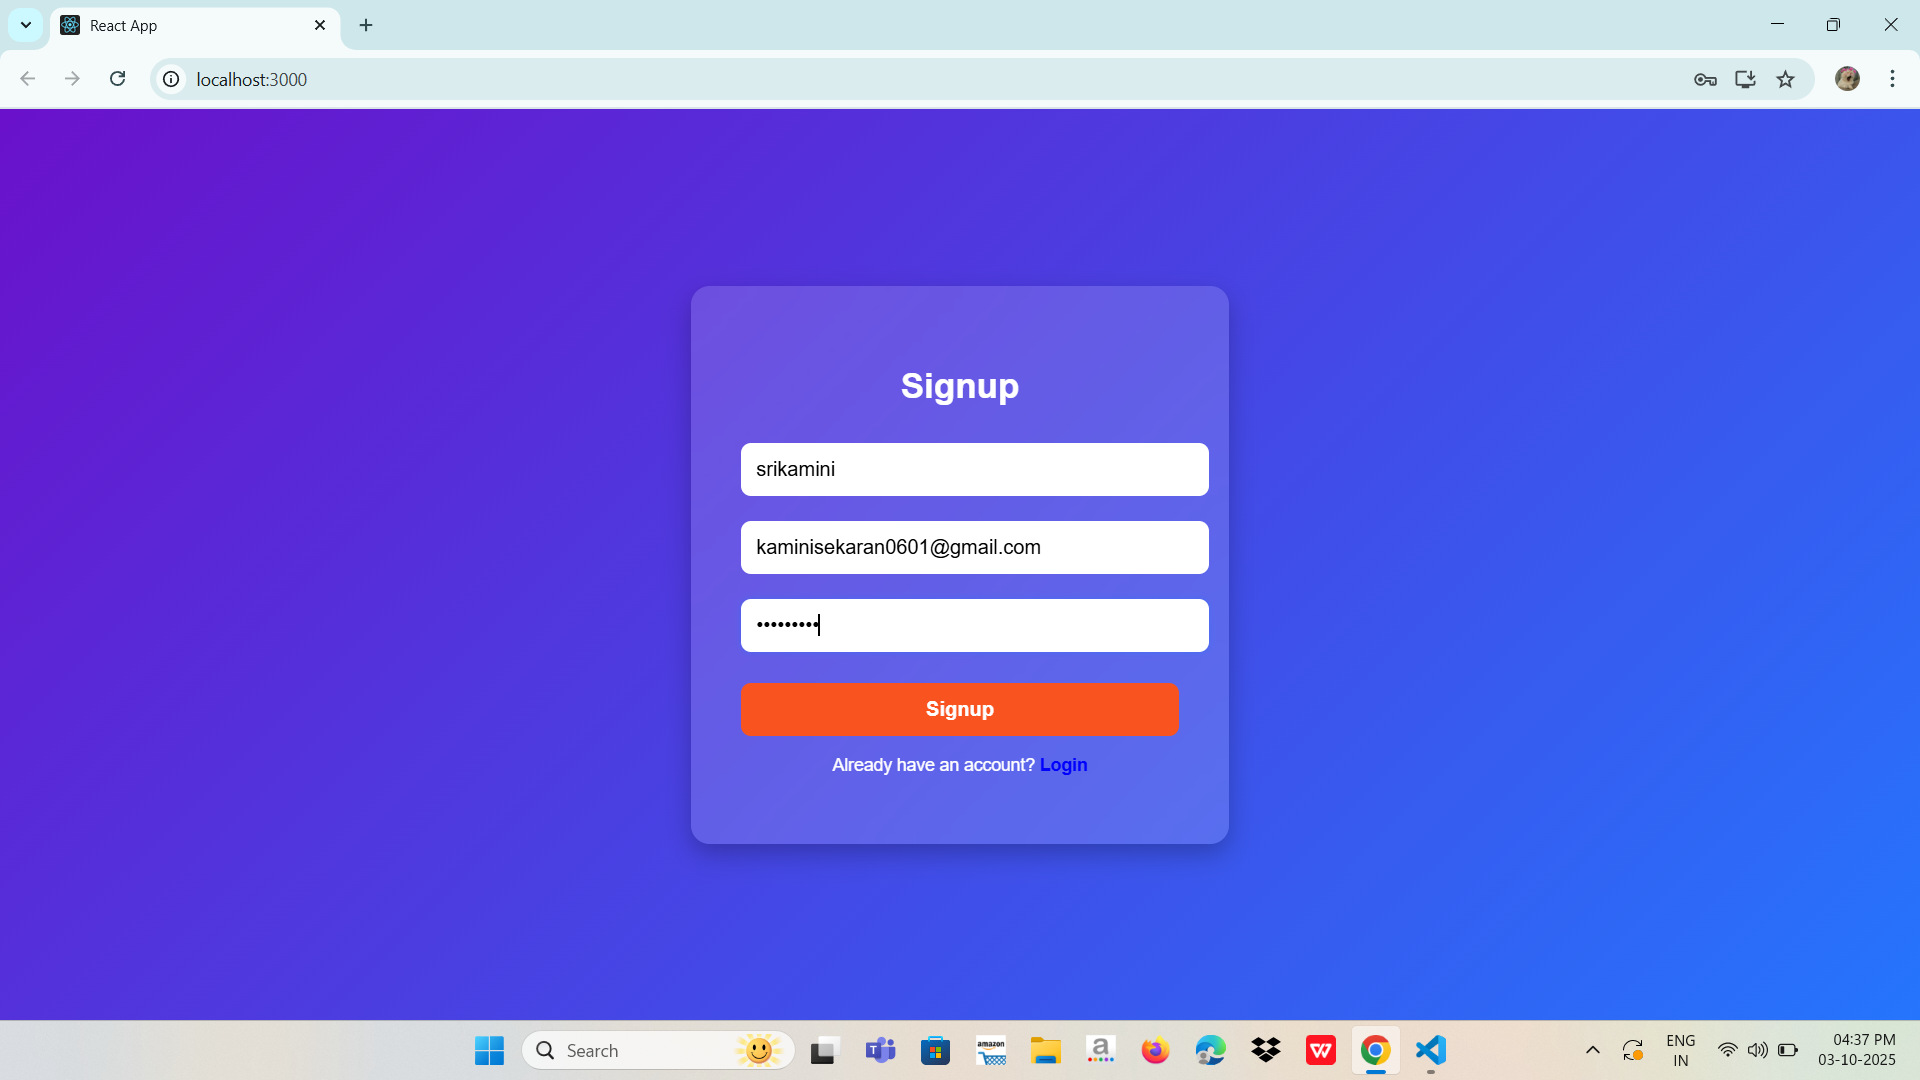 React App
localhost:3000
Signup
srikamini
kaminisekaran0601@gmail.com
•••••••••
Signup
Already have an account? Login
Search
amazon
a
T
W
ENG
IN
04:37 PM
03-10-2025